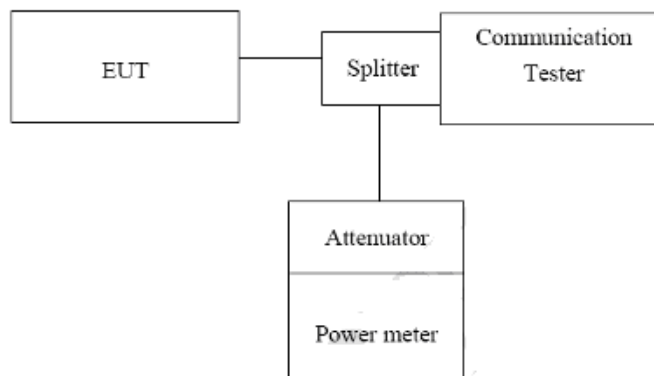 EUT
Splitter
Communication
Tester
Attenuator
Power meter